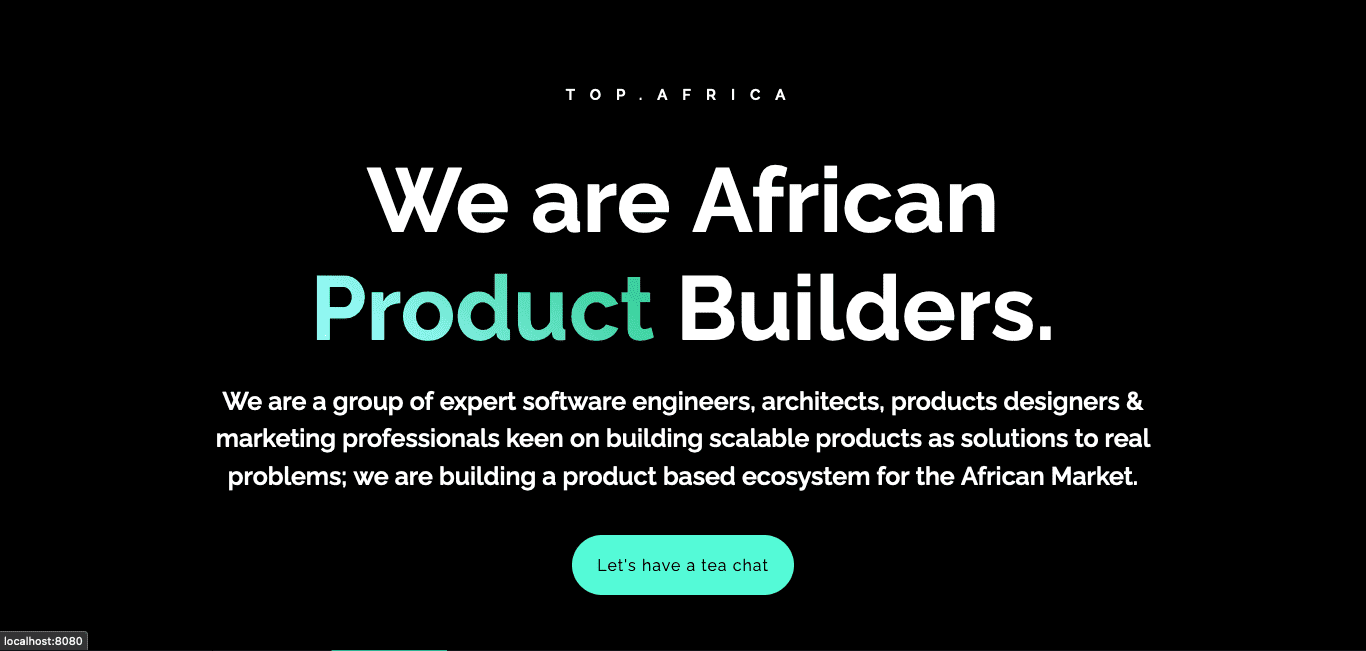 TOP.AFRICA
We are African
Product Builders.
We are a group of expert software engineers, architects, products designers &
marketing professionals keen on building scalable products as solutions to real
problems; we are building a product based ecosystem for the African Market.
Let's have a tea chat
localhost:8080